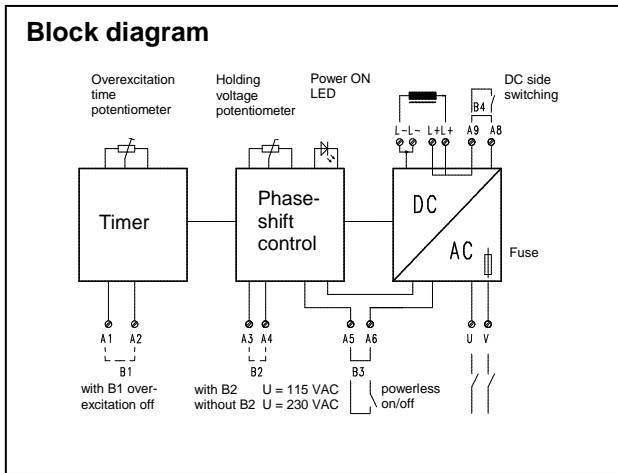 Block diagram
Overexcitation
time
potentiometer
Holding
voltage
potentiometer
Power ON
LED
DC side
switching
B4
L- L- L+ L+ A9 A8
Timer
Phase-
shift
control
DC
AC
Fuse
A1 A2 A3 A4 A5 A6 U V
B1 B2 B3
with B1 over-
excitation off
with B2 U = 115 VAC
without B2 U = 230 VAC
powerless
on/off